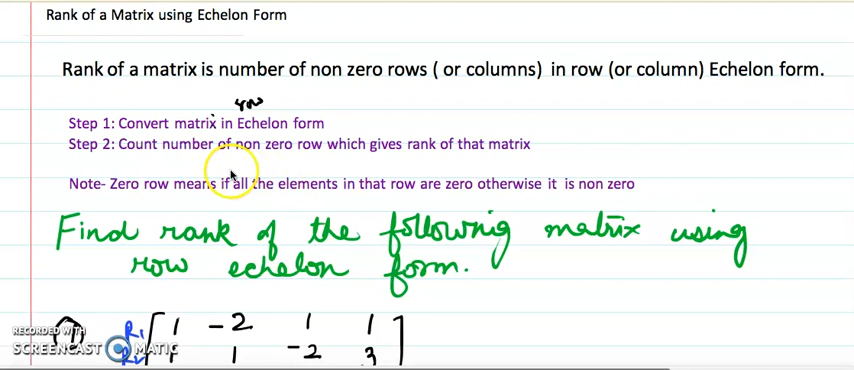 Rank of a Matrix using Echelon Form
Rank of a matrix is number of non zero rows ( or columns) in row (or column) Echelon form.
row
Step 1: Convert matrix in Echelon form
Step 2: Count number of non zero row which gives rank of that matrix
Note- Zero row means if all the elements in that row are zero otherwise it is non zero
Find rank of the following matrix using
row echelon form.
① R1 [ 1 -2 1 1 ]
R2 1 1 -2 3
RECORDED WITH
SCREENCAST MATIC